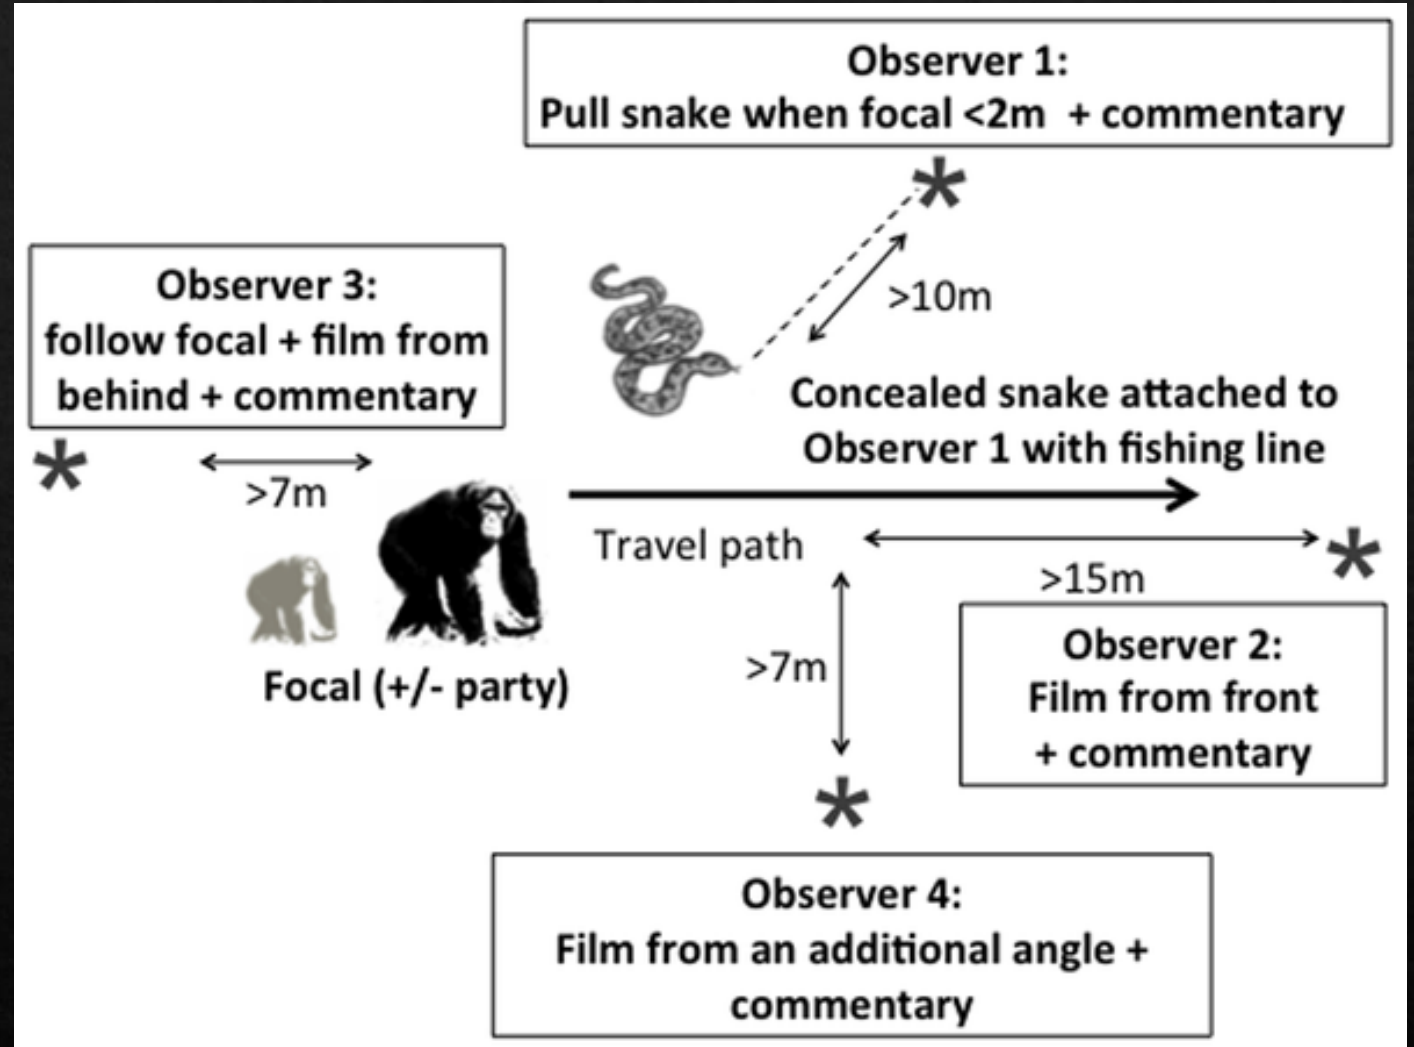 Observer 1:
Pull snake when focal <2m + commentary
*
Observer 3:
follow focal + film from
behind + commentary
*
>10m
Concealed snake attached to
Observer 1 with fishing line
>7m
Travel path
*
>15m
Focal (+/- party)
>7m
Observer 2:
Film from front
+ commentary
*
Observer 4:
Film from an additional angle +
commentary